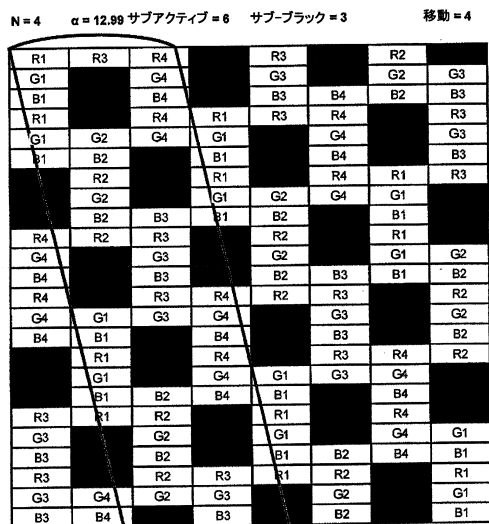 N = 4 α = 12.99 サブアクティブ = 6 サブ-ブラック = 3 移動 = 4
R1 R3 R4 R3 R2
G1 G4 G3 G2 G3
B1 B4 B3 B4 B2 B3
R1 R4 R1 R3 R4 R3
G1 G2 G4 G1 G4 G3
B1 B2 B1 B4 B3
R2 R1 R4 R1 R3
G2 G1 G2 G4 G1
B2 B3 B1 B2 B1
R4 R2 R3 R2 R1
G4 G3 G2 G1 G2
B4 B3 B2 B3 B1 B2
R4 R3 R4 R2 R3 R2
G4 G1 G3 G4 G3 G2
B4 B1 B4 B3 B2
R1 R4 R3 R4 R2
G1 G4 G1 G3 G4
B1 B2 B4 B1 B4
R3 R1 R2 R1 R4
G3 G2 G1 G4 G1
B3 B2 B1 B2 B4 B1
R3 R2 R3 R1 R2 R1
G3 G4 G2 G3 G2 G1
B3 B4 B3 B2 B1